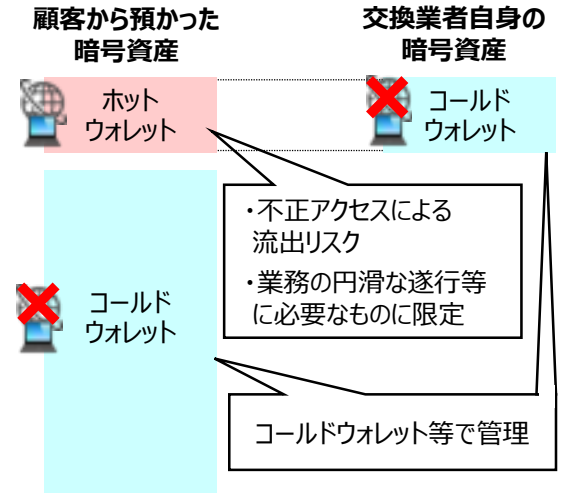 顧客から預かった
暗号資産
交換業者自身の
暗号資産
ホット
ウォレット
コールド
ウォレット
・不正アクセスによる
流出リスク
・業務の円滑な遂行等
に必要なものに限定
コールド
ウォレット
コールドウォレット等で管理